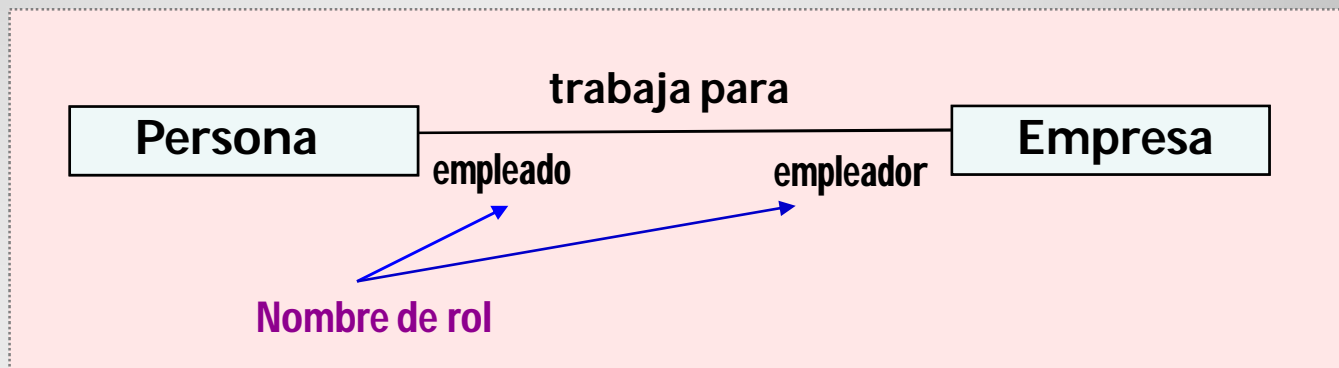 trabaja para
Persona
Empresa
empleado
empleador
Nombre de rol